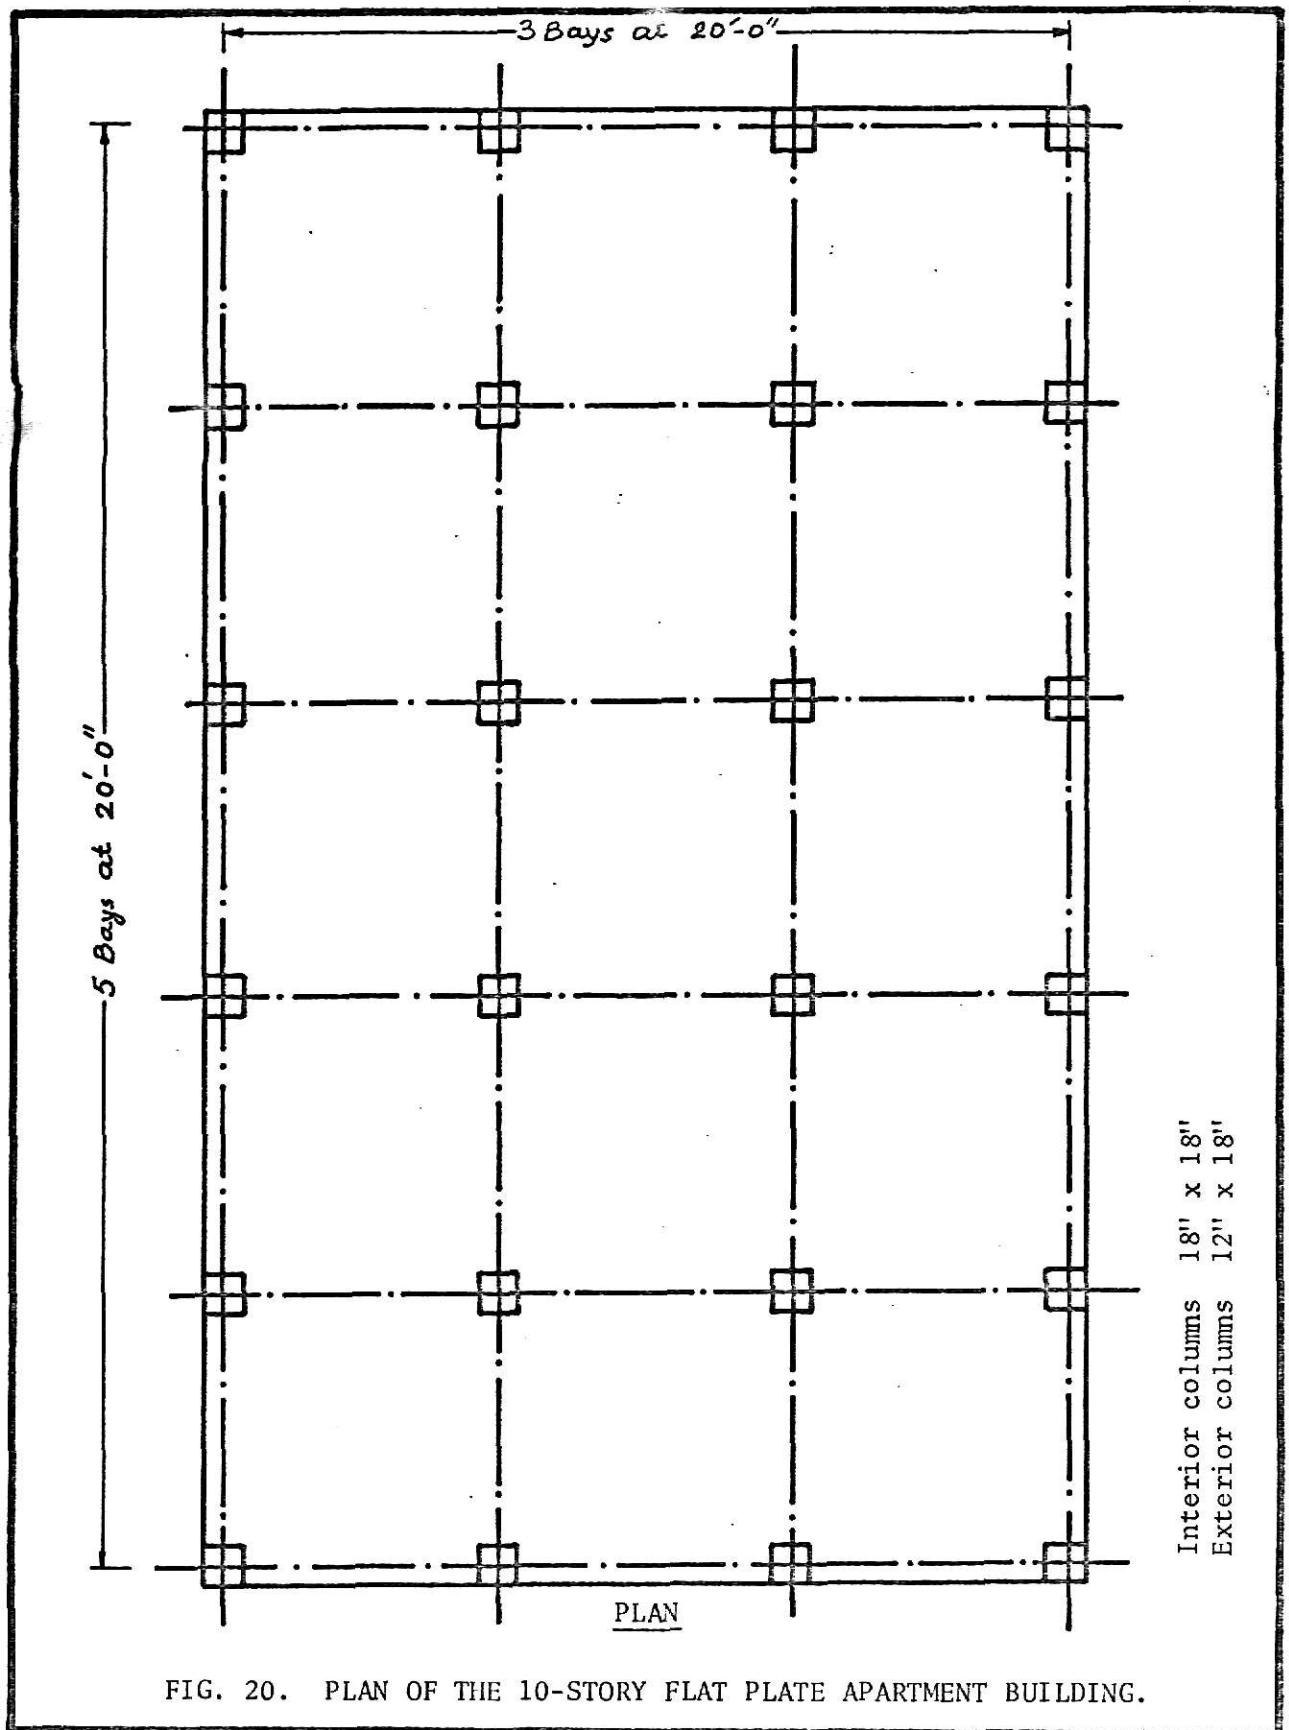 3 Bays at 20'-0"
5 Bays at 20'-0"
Interior columns 18" x 18"
Exterior columns 12" x 18"
PLAN
FIG. 20. PLAN OF THE 10-STORY FLAT PLATE APARTMENT BUILDING.